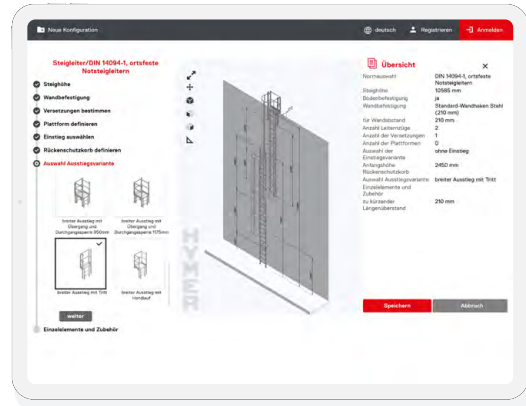 Neue Konfiguration
deutsch
Registrieren
Anmelden
Steigleiter/DIN 14094-1, ortsfeste
Notsteigleitern
Steighöhe
Wandbefestigung
Versetzungen bestimmen
Plattform definieren
Einstieg auswählen
Rückenschutzkorb definieren
Auswahl Ausstiegsvariante
breiter Ausstieg mit
Übergang und
Durchgangssperre 950mm
breiter Ausstieg mit
Übergang und
Durchgangssperre 1175mm
breiter Ausstieg mit Tritt
breiter Ausstieg mit
Handlauf
weiter
Einzelelemente und Zubehör
HYMER
Übersicht
Normauswahl DIN 14094-1, ortsfeste
Notsteigleitern
Steighöhe 10585 mm
Bodenbefestigung ja
Wandbefestigung Standard-Wandhaken Stahl
(210 mm)
für Wandabstand 210 mm
Anzahl Leiternzüge 2
Anzahl der Versetzungen 1
Anzahl der Plattformen 0
Auswahl der ohne Einstieg
Einstiegsvariante
Anfangshöhe 2450 mm
Rückenschutzkorb
Auswahl Ausstiegsvariante breiter Ausstieg mit Tritt
Einzelelemente und
Zubehör
zu kürzender 210 mm
Längenüberstand
Speichern
Abbruch